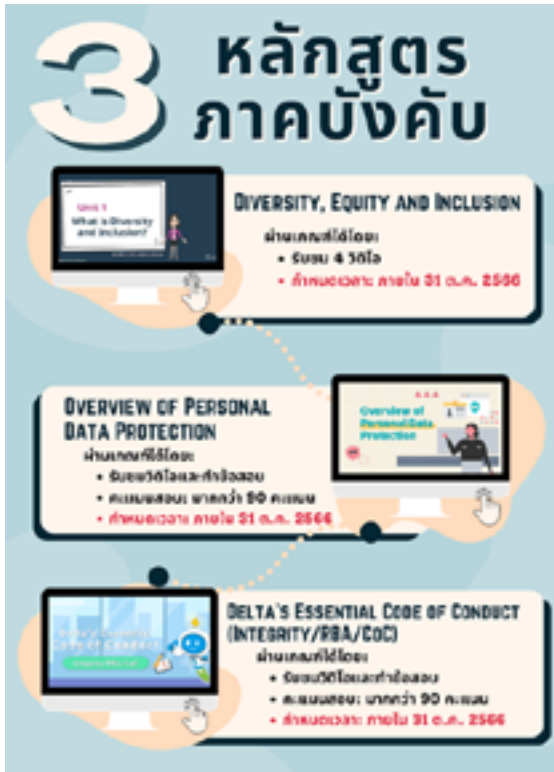 3 หลักสูตร
ภาคบังคับ
Unit 1
What is Diversity
and Inclusion?
DIVERSITY, EQUITY AND INCLUSION
ผ่านเกณฑ์ได้โดย:
• รับชม 4 วิดีโอ
• กำหนดเวลา: ภายใน 31 ต.ค. 2566
OVERVIEW OF PERSONAL
DATA PROTECTION
ผ่านเกณฑ์ได้โดย:
• รับชมวิดีโอและทำข้อสอบ
• คะแนนสอบ: มากกว่า 90 คะแนน
• กำหนดเวลา: ภายใน 31 ต.ค. 2566
Overview of
Personal Data
Protection
Delta's Essential
Code of Conduct
DELTA'S ESSENTIAL CODE OF CONDUCT
(INTEGRITY/RBA/COC)
ผ่านเกณฑ์ได้โดย:
• รับชมวิดีโอและทำข้อสอบ
• คะแนนสอบ: มากกว่า 90 คะแนน
• กำหนดเวลา: ภายใน 31 ต.ค. 2566